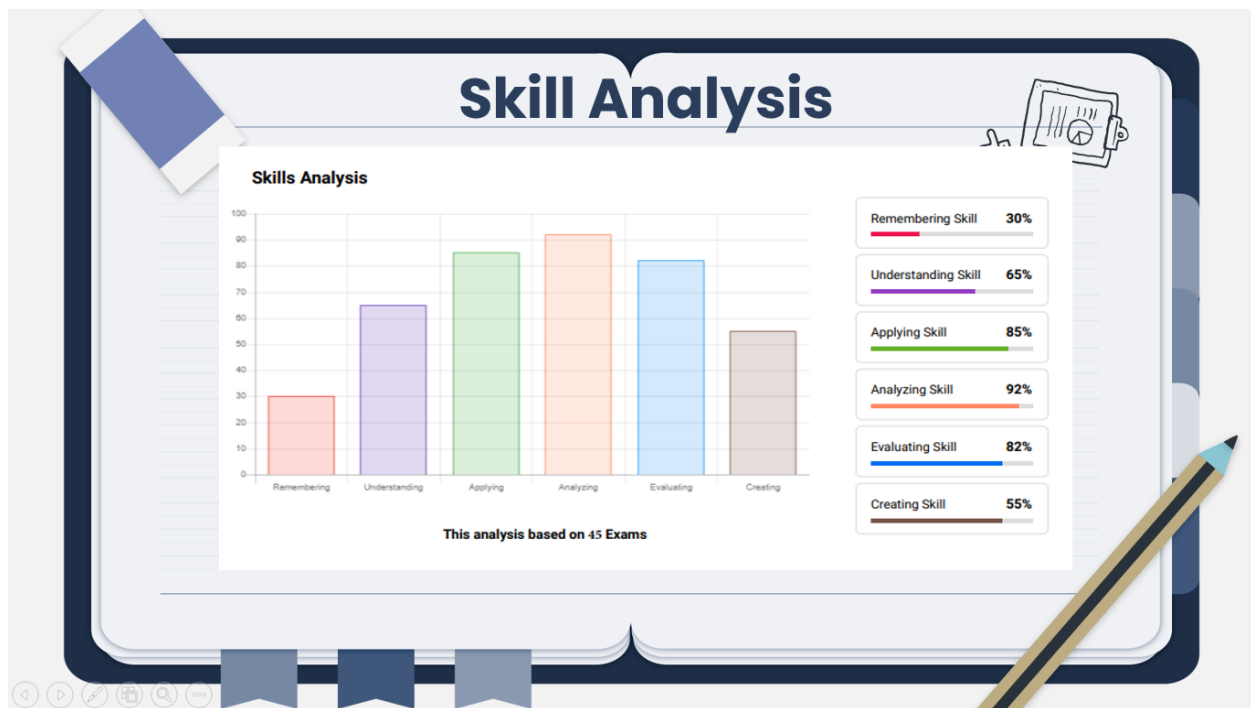 Skill Analysis
Skills Analysis
100
90
80
70
60
50
40
30
20
10
0
Remembering Understanding Applying Analyzing Evaluating Creating
This analysis based on 45 Exams
Remembering Skill 30%
Understanding Skill 65%
Applying Skill 85%
Analyzing Skill 92%
Evaluating Skill 82%
Creating Skill 55%